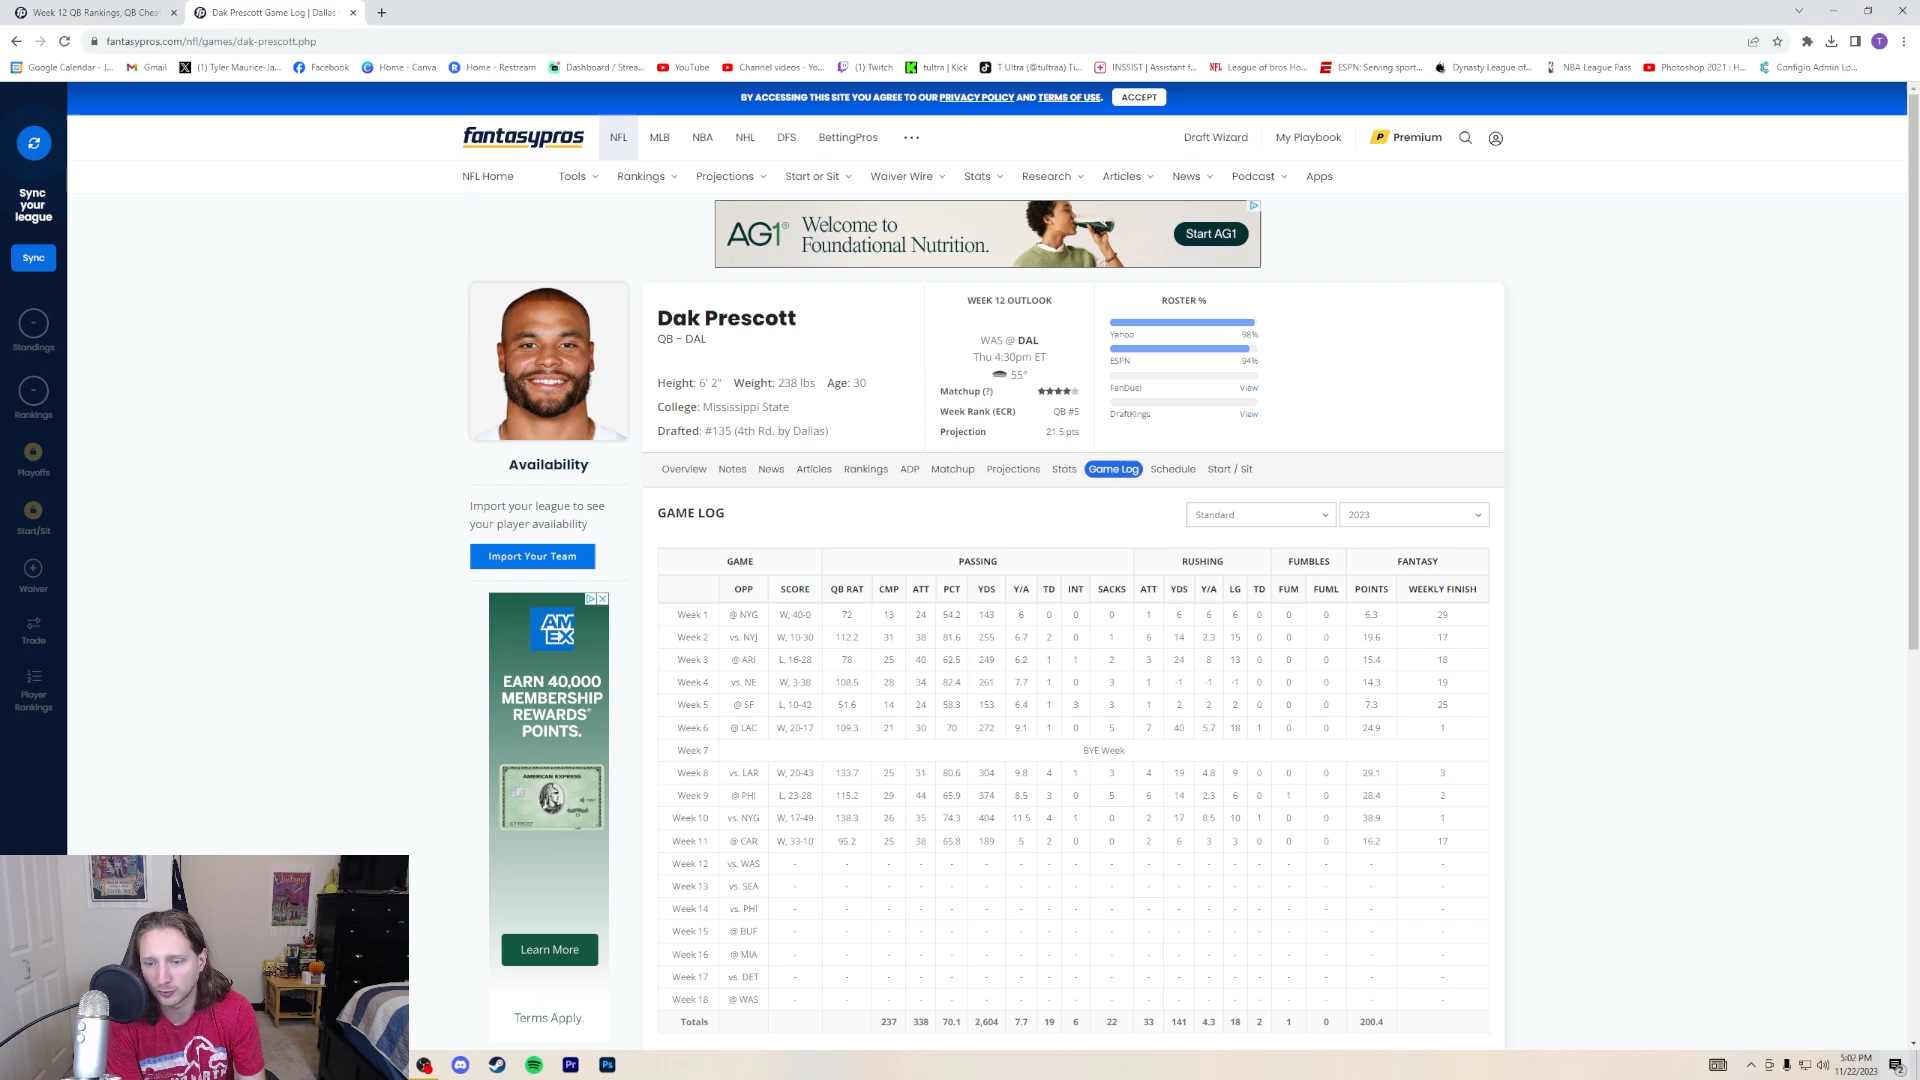 Week 12 QB Rankings, QB Chea
Dak Prescott Game Log | Dallas
fantasypros.com/nfl/games/dak-prescott.php
Google Calendar - J... Gmail (1) Tyler Maurice-Ja... Facebook Home - Canva Home - Restream Dashboard / Strea... YouTube Channel videos - Yo... (1) Twitch tultra | Kick T Ultra (@tultraa) Ti... INSSIST | Assistant f... League of bros Ho... ESPN: Serving sport... Dynasty League of... NBA League Pass Photoshop 2021 : H... Configio Admin Lo...
BY ACCESSING THIS SITE YOU AGREE TO OUR PRIVACY POLICY AND TERMS OF USE. ACCEPT
fantasypros NFL MLB NBA NHL DFS BettingPros ... Draft Wizard My Playbook P Premium
NFL Home Tools Rankings Projections Start or Sit Waiver Wire Stats Research Articles News Podcast Apps
Sync
your
league
Sync
Standings
Rankings
Playoffs
Start/Sit
Waiver
Trade
Player
Rankings
AG1® Welcome to
Foundational Nutrition.
Start AG1
Dak Prescott
QB - DAL
Height: 6' 2" Weight: 238 lbs Age: 30
College: Mississippi State
Drafted: #135 (4th Rd. by Dallas)
WEEK 12 OUTLOOK
WAS @ DAL
Thu 4:30pm ET
55°
Matchup (?) ★★★★★
Week Rank (ECR) QB #5
Projection 21.5 pts
ROSTER %
Yahoo 98%
ESPN 94%
FanDuel View
DraftKings View
Availability
Import your league to see
your player availability
Import Your Team
AM
EX
EARN 40,000
MEMBERSHIP
REWARDS®
POINTS.
AMERICAN EXPRESS
C F FROST
Learn More
Terms Apply.
Overview Notes News Articles Rankings ADP Matchup Projections Stats Game Log Schedule Start / Sit
GAME LOG Standard 2023
GAME PASSING RUSHING FUMBLES FANTASY
OPP SCORE QB RAT CMP ATT PCT YDS Y/A TD INT SACKS ATT YDS Y/A LG TD FUM FUML POINTS WEEKLY FINISH
Week 1 @ NYG W, 40-0 72 13 24 54.2 143 6 0 0 0 1 6 6 6 0 0 0 6.3 29
Week 2 vs. NYJ W, 10-30 112.2 31 38 81.6 255 6.7 2 0 1 6 14 2.3 15 0 0 0 19.6 17
Week 3 @ ARI L, 16-28 78 25 40 62.5 249 6.2 1 1 2 3 24 8 13 0 0 0 15.4 18
Week 4 vs. NE W, 3-38 108.5 28 34 82.4 261 7.7 1 0 3 1 -1 -1 -1 0 0 0 14.3 19
Week 5 @ SF L, 10-42 51.6 14 24 58.3 153 6.4 1 3 3 1 2 2 2 0 0 0 7.3 25
Week 6 @ LAC W, 20-17 109.3 21 30 70 272 9.1 1 0 5 7 40 5.7 18 1 0 0 24.9 1
Week 7 BYE Week
Week 8 vs. LAR W, 20-43 133.7 25 31 80.6 304 9.8 4 1 3 4 19 4.8 9 0 0 0 29.1 3
Week 9 @ PHI L, 23-28 115.2 29 44 65.9 374 8.5 3 0 5 6 14 2.3 6 0 1 0 28.4 2
Week 10 vs. NYG W, 17-49 138.3 26 35 74.3 404 11.5 4 1 0 2 17 8.5 10 1 0 0 38.9 1
Week 11 @ CAR W, 33-10 95.2 25 38 65.8 189 5 2 0 0 2 6 3 3 0 0 0 16.2 17
Week 12 vs. WAS - - - - - - - - - - - - - - - - - -
Week 13 vs. SEA - - - - - - - - - - - - - - - - - -
Week 14 vs. PHI - - - - - - - - - - - - - - - - - -
Week 15 @ BUF - - - - - - - - - - - - - - - - - -
Week 16 @ MIA - - - - - - - - - - - - - - - - - -
Week 17 vs. DET - - - - - - - - - - - - - - - - - -
Week 18 @ WAS - - - - - - - - - - - - - - - - - -
Totals 237 338 70.1 2,604 7.7 19 6 22 33 141 4.3 18 2 1 0 200.4
Pr Ps
5:02 PM
11/22/2023